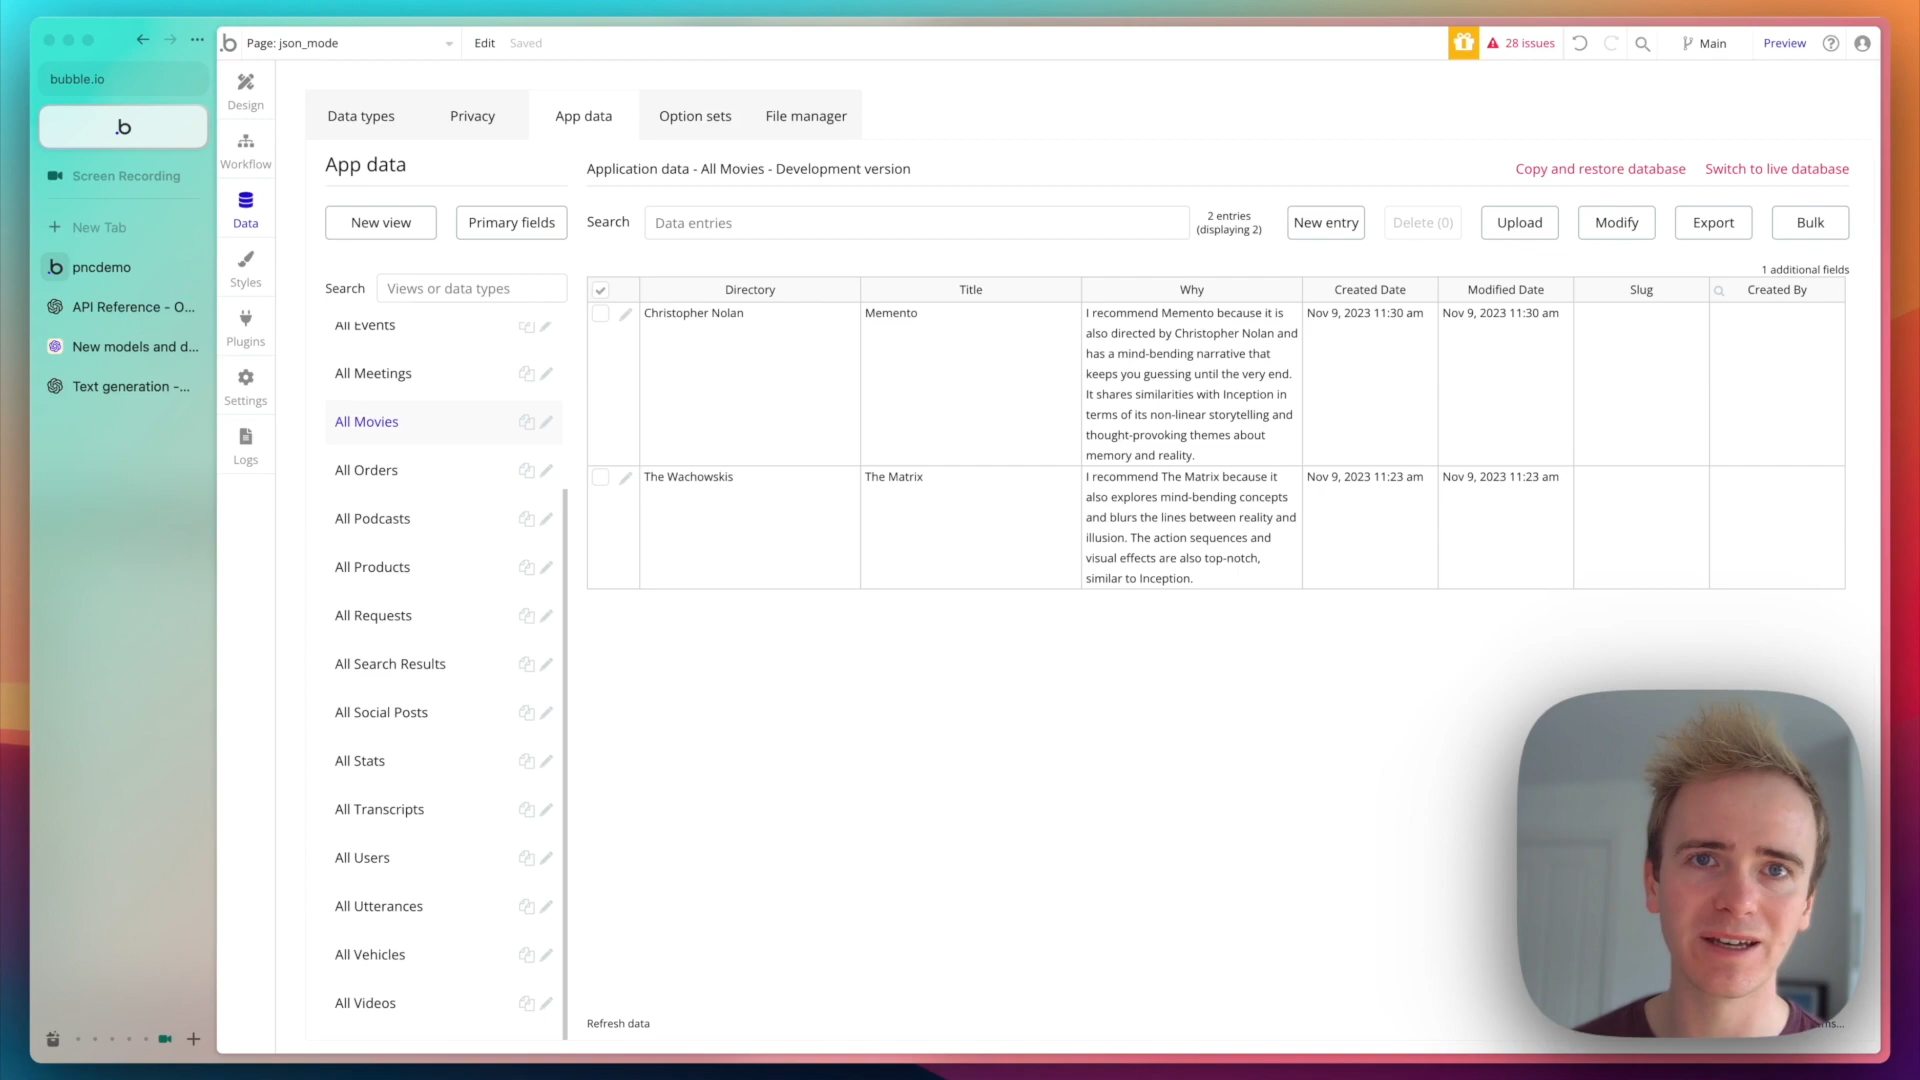 Page: json_mode
Edit
Saved
28 issues
Main
Preview
bubble.io
Screen Recording
New Tab
pncdemo
API Reference - O...
New models and d...
Text generation -...
Design
Workflow
Data
Styles
Plugins
Settings
Logs
Data types
Privacy
App data
Option sets
File manager
App data
New view
Primary fields
Search
Views or data types
All Events
All Meetings
All Movies
All Orders
All Podcasts
All Products
All Requests
All Search Results
All Social Posts
All Stats
All Transcripts
All Users
All Utterances
All Vehicles
All Videos
Application data - All Movies - Development version
Copy and restore database
Switch to live database
Search
Data entries
2 entries
(displaying 2)
New entry
Delete (0)
Upload
Modify
Export
Bulk
1 additional fields
Directory
Title
Why
Created Date
Modified Date
Slug
Created By
Christopher Nolan
Memento
I recommend Memento because it is
also directed by Christopher Nolan and
has a mind-bending narrative that
keeps you guessing until the very end.
It shares similarities with Inception in
terms of its non-linear storytelling and
thought-provoking themes about
memory and reality.
Nov 9, 2023 11:30 am
Nov 9, 2023 11:30 am
The Wachowskis
The Matrix
I recommend The Matrix because it
also explores mind-bending concepts
and blurs the lines between reality and
illusion. The action sequences and
visual effects are also top-notch,
similar to Inception.
Nov 9, 2023 11:23 am
Nov 9, 2023 11:23 am
Refresh data